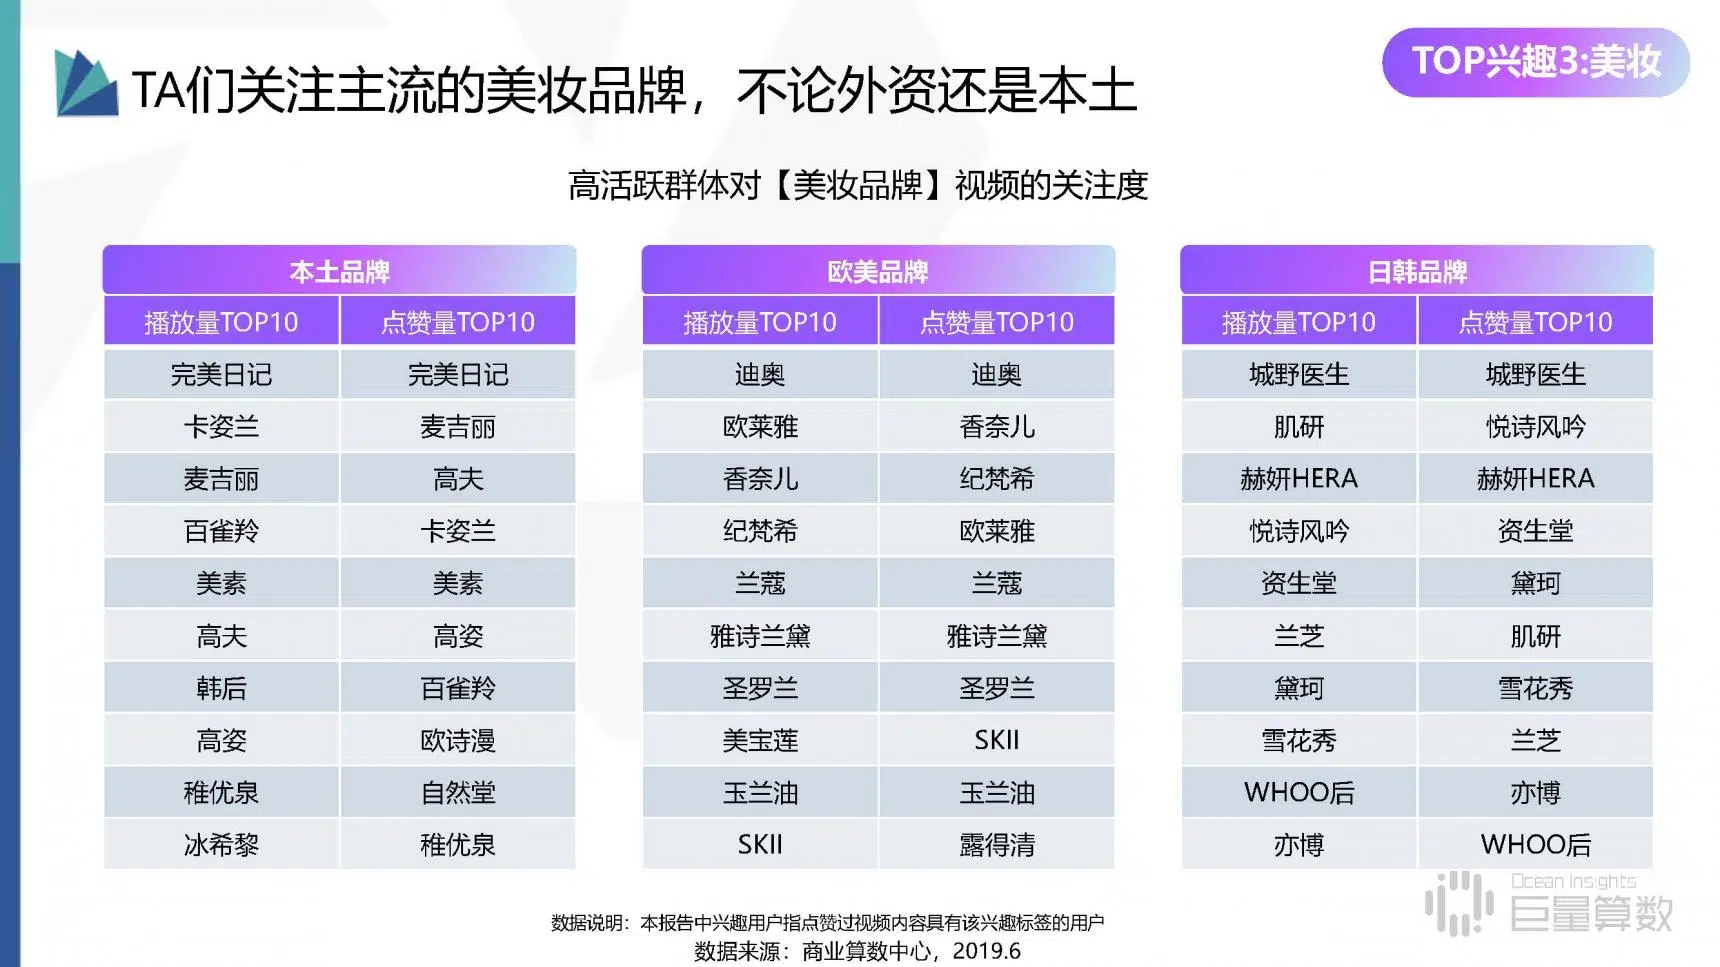 TA们关注主流的美妆品牌，不论外资还是本土
TOP兴趣3:美妆
高活跃群体对【美妆品牌】视频的关注度
本土品牌
播放量TOP10 点赞量TOP10
完美日记 完美日记
卡姿兰 麦吉丽
麦吉丽 高夫
百雀羚 卡姿兰
美素 美素
高夫 高姿
韩后 百雀羚
高姿 欧诗漫
稚优泉 自然堂
冰希黎 稚优泉
欧美品牌
播放量TOP10 点赞量TOP10
迪奥 迪奥
欧莱雅 香奈儿
香奈儿 纪梵希
纪梵希 欧莱雅
兰蔻 兰蔻
雅诗兰黛 雅诗兰黛
圣罗兰 圣罗兰
美宝莲 SKII
玉兰油 玉兰油
SKII 露得清
日韩品牌
播放量TOP10 点赞量TOP10
城野医生 城野医生
肌研 悦诗风吟
赫妍HERA 赫妍HERA
悦诗风吟 资生堂
资生堂 黛珂
兰芝 肌研
黛珂 雪花秀
雪花秀 兰芝
WHOO后 亦博
亦博 WHOO后
数据说明：本报告中兴趣用户指点赞过视频内容具有该兴趣标签的用户
数据来源：商业算数中心，2019.6
Ocean Insights
巨量算数